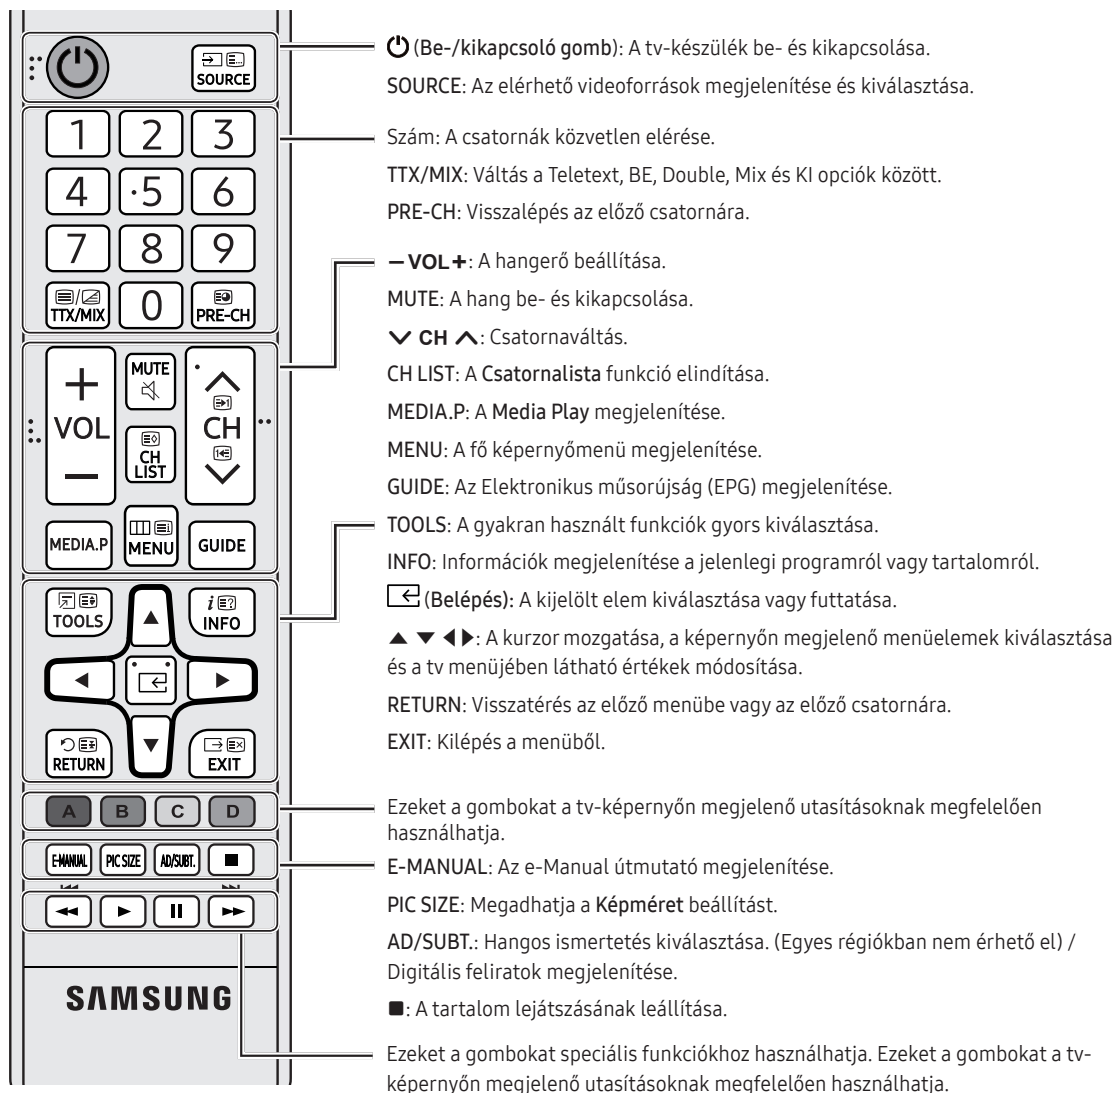 SOURCE
1 2 3
4 ·5 6
7 8 9
TTX/MIX 0 PRE-CH
+ VOL —
MUTE
CH LIST
CH
MEDIA.P MENU GUIDE
TOOLS INFO
RETURN EXIT
A B C D
E-MANUAL PIC SIZE AD/SUBT. ■
SAMSUNG
(Be-/kikapcsoló gomb): A tv-készülék be- és kikapcsolása.
SOURCE: Az elérhető videoforrások megjelenítése és kiválasztása.
Szám: A csatornák közvetlen elérése.
TTX/MIX: Váltás a Teletext, BE, Double, Mix és KI opciók között.
PRE-CH: Visszalépés az előző csatornára.
– VOL +: A hangerő beállítása.
MUTE: A hang be- és kikapcsolása.
CH: Csatornaváltás.
CH LIST: A Csatornalista funkció elindítása.
MEDIA.P: A Media Play megjelenítése.
MENU: A fő képernyőmenü megjelenítése.
GUIDE: Az Elektronikus műsorújság (EPG) megjelenítése.
TOOLS: A gyakran használt funkciók gyors kiválasztása.
INFO: Információk megjelenítése a jelenlegi programról vagy tartalomról.
(Belépés): A kijelölt elem kiválasztása vagy futtatása.
▲ ▼ ◀ ▶: A kurzor mozgatása, a képernyőn megjelenő menüelemek kiválasztása
és a tv menüjében látható értékek módosítása.
RETURN: Visszatérés az előző menübe vagy az előző csatornára.
EXIT: Kilépés a menüből.
Ezeket a gombokat a tv-képernyőn megjelenő utasításoknak megfelelően
használhatja.
E-MANUAL: Az e-Manual útmutató megjelenítése.
PIC SIZE: Megadhatja a Képméret beállítást.
AD/SUBT.: Hangos ismertetés kiválasztása. (Egyes régiókban nem érhető el) /
Digitális feliratok megjelenítése.
■: A tartalom lejátszásának leállítása.
Ezeket a gombokat speciális funkciókhoz használhatja. Ezeket a gombokat a tv-
képernyőn megjelenő utasításoknak megfelelően használhatja.